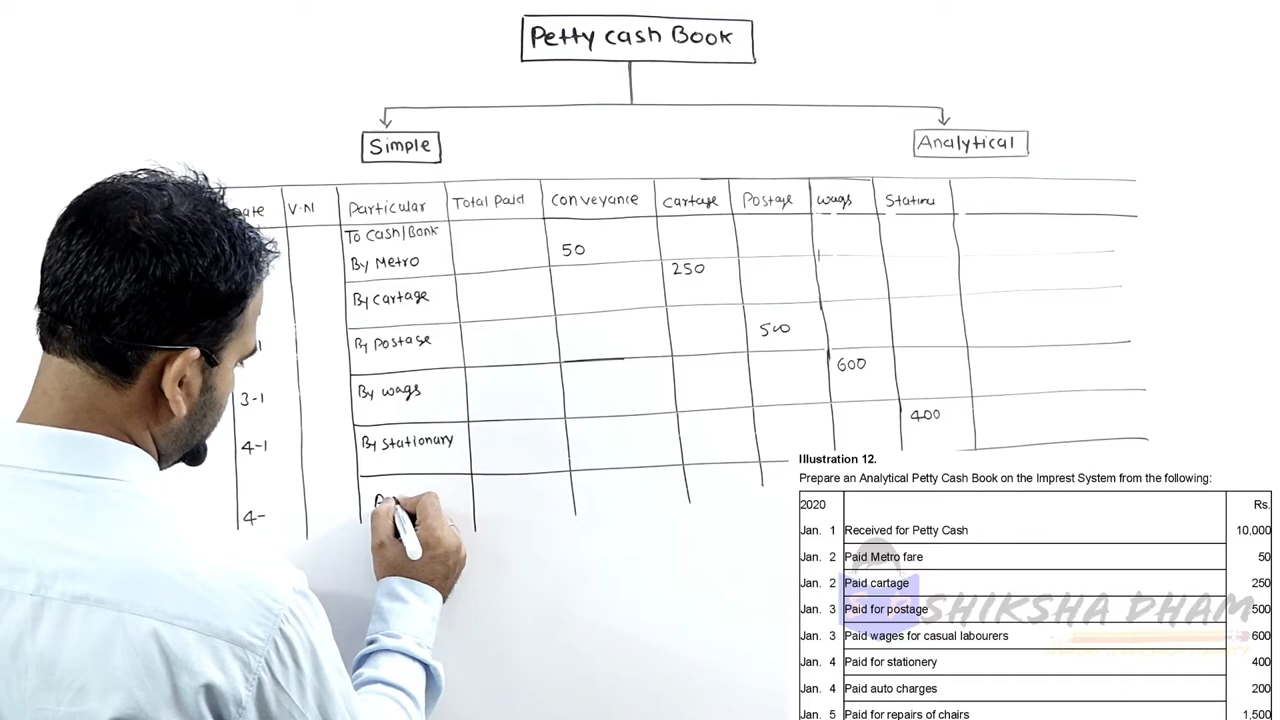 Petty cash Book
Simple
Analytical
V.N Particular Total Paid Conveyance Cartage Postage wags
To Cash/Bank
By Metro 50
250
By Cartage
By Postage 500
3-1 By wags 600
4-1 By Stationary 400
4-
Illustration 12.
Prepare an Analytical Petty Cash Book on the Imprest System from the following:
2020 Rs.
Jan. 1 Received for Petty Cash 10,000
Jan. 2 Paid Metro fare 50
Jan. 2 Paid cartage 250
Jan. 3 Paid for postage 500
Jan. 3 Paid wages for casual labourers 600
Jan. 4 Paid for stationery 400
Jan. 4 Paid auto charges 200
Jan. 5 Paid for repairs of chairs 1,500
SHIKSHA DHAM